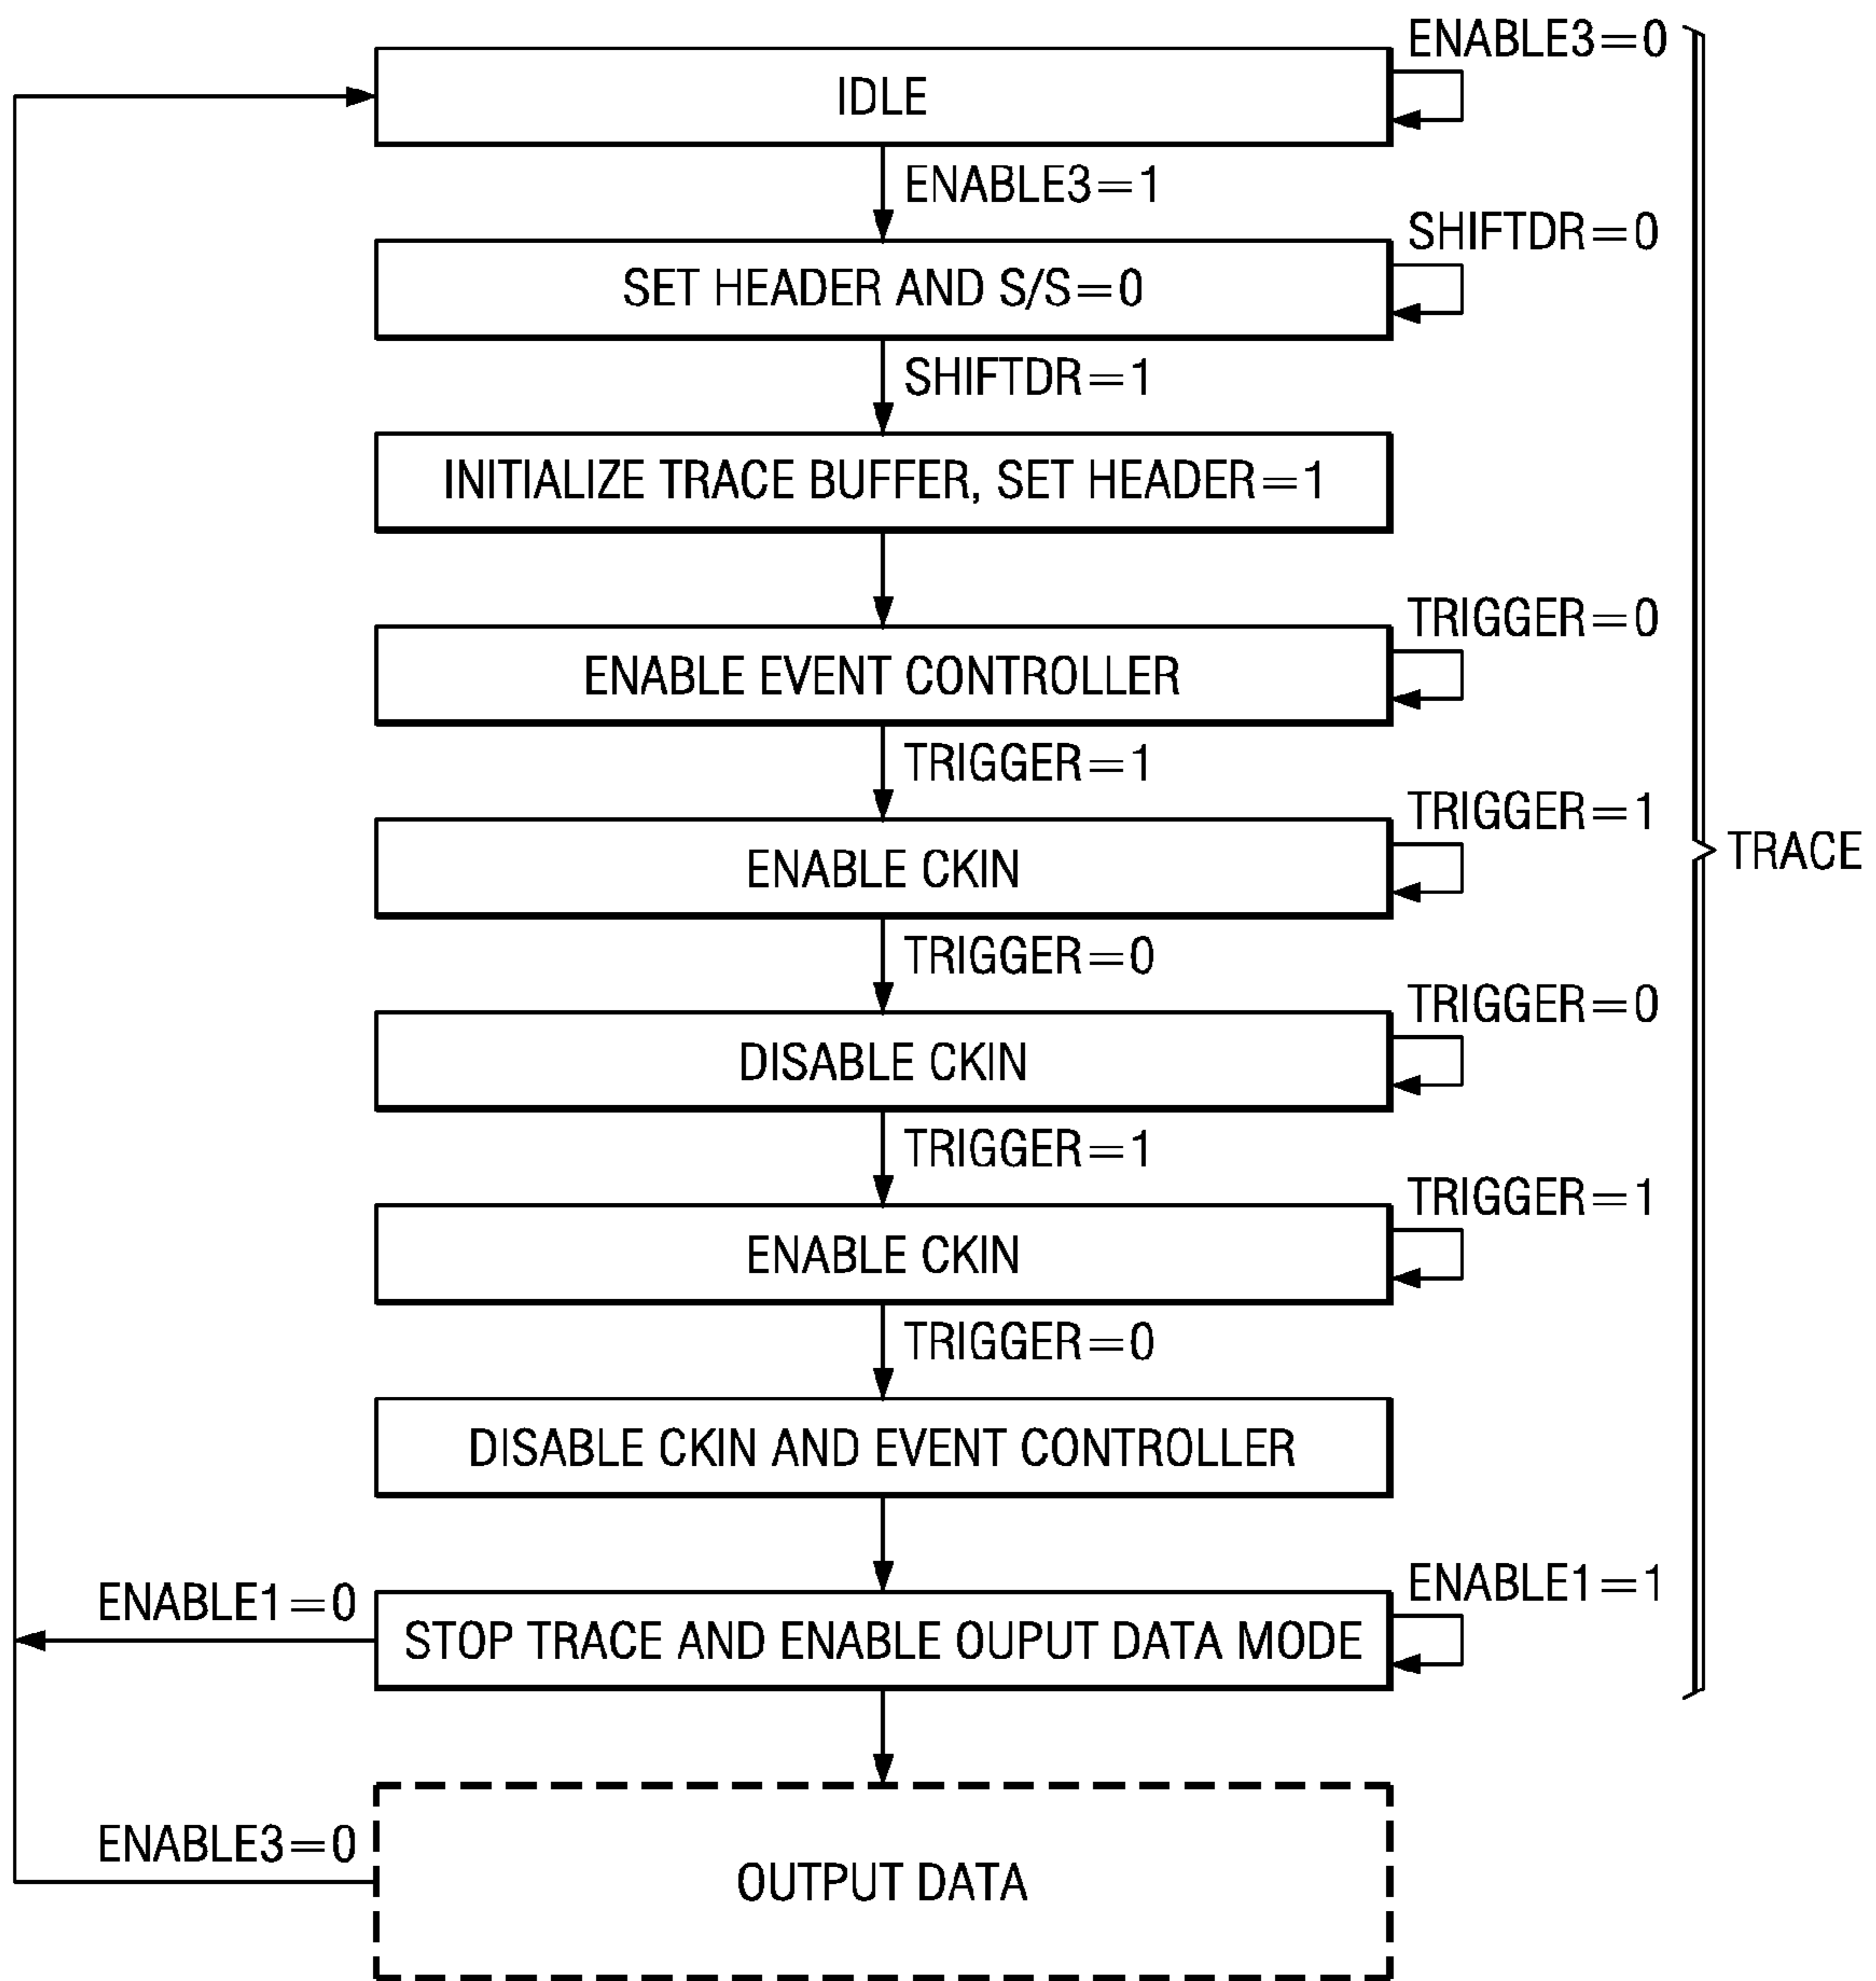 ENABLE3=0
IDLE
ENABLE3=1
SHIFTDR=0
SET HEADER AND S/S=0
SHIFTDR=1
INITIALIZE TRACE BUFFER, SET HEADER=1
TRIGGER=0
ENABLE EVENT CONTROLLER
TRIGGER=1
TRIGGER=1
TRACE
ENABLE CKIN
TRIGGER=0
TRIGGER=0
DISABLE CKIN
TRIGGER=1
TRIGGER=1
ENABLE CKIN
TRIGGER=0
DISABLE CKIN AND EVENT CONTROLLER
ENABLE1=1
ENABLE1=0
STOP TRACE AND ENABLE OUPUT DATA MODE
ENABLE3=0
OUTPUT DATA